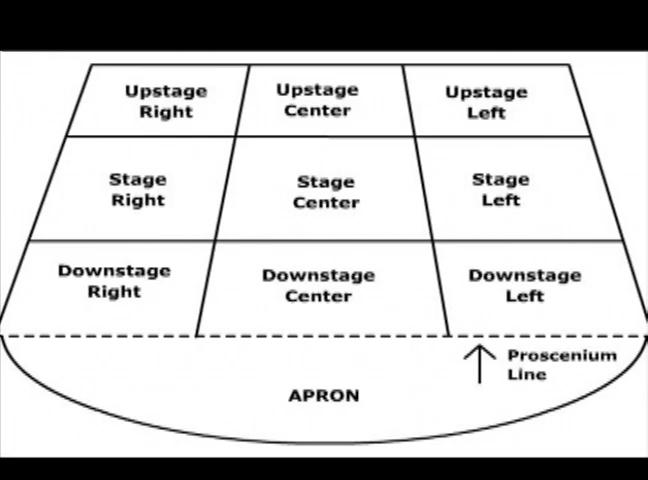 Upstage
Right
Upstage
Center
Upstage
Left
Stage
Right
Stage
Center
Stage
Left
Downstage
Right
Downstage
Center
Downstage
Left
Proscenium
Line
APRON